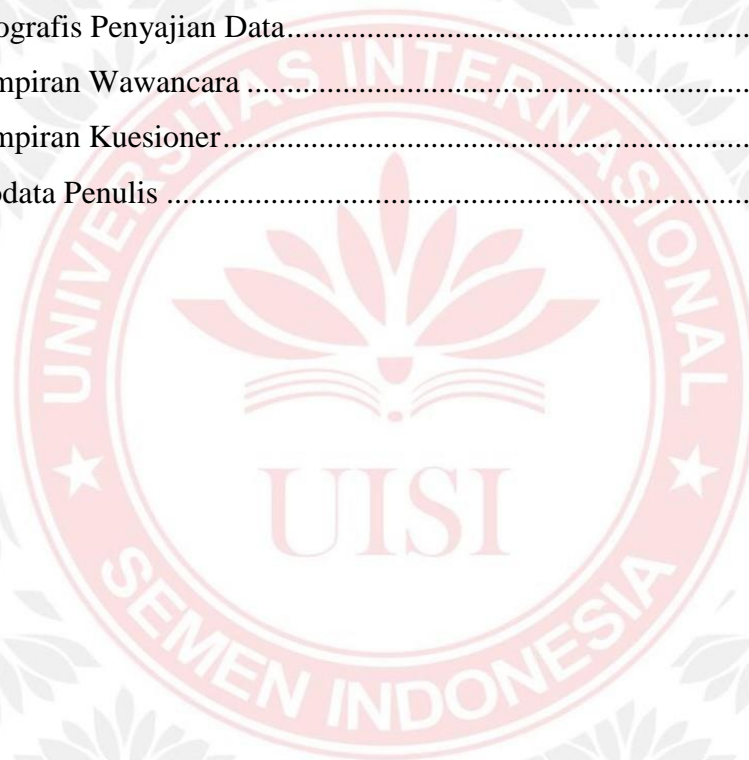 ografis Penyajian Data..........................................................
mpiran Wawancara ...............................................................
mpiran Kuesioner..................................................................
odata Penulis .........................................................................
UNIVERSITAS INTERNASIONAL
UISI
SEMEN INDONESIA